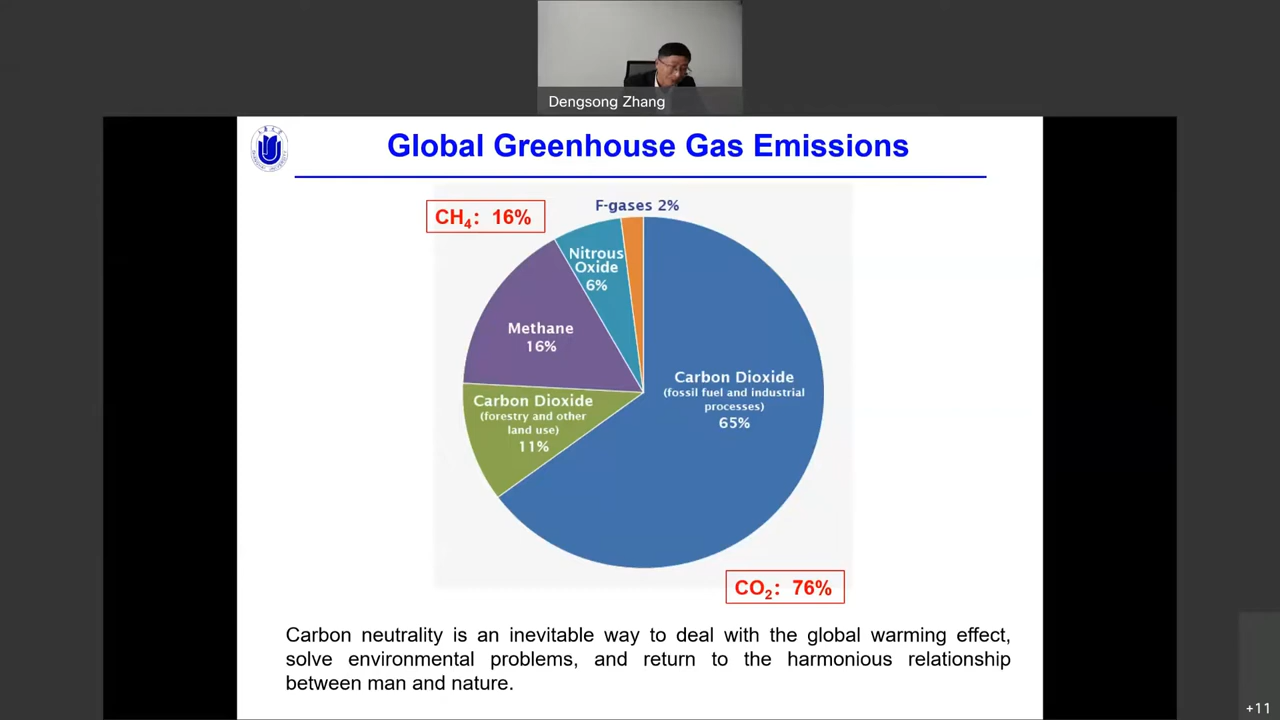 Dengsong Zhang
Global Greenhouse Gas Emissions
CH₄: 16%
F-gases 2%
Nitrous
Oxide
6%
Methane
16%
Carbon Dioxide
(fossil fuel and industrial
processes)
65%
Carbon Dioxide
(forestry and other
land use)
11%
CO₂: 76%
Carbon neutrality is an inevitable way to deal with the global warming effect,
solve environmental problems, and return to the harmonious relationship
between man and nature.
+11